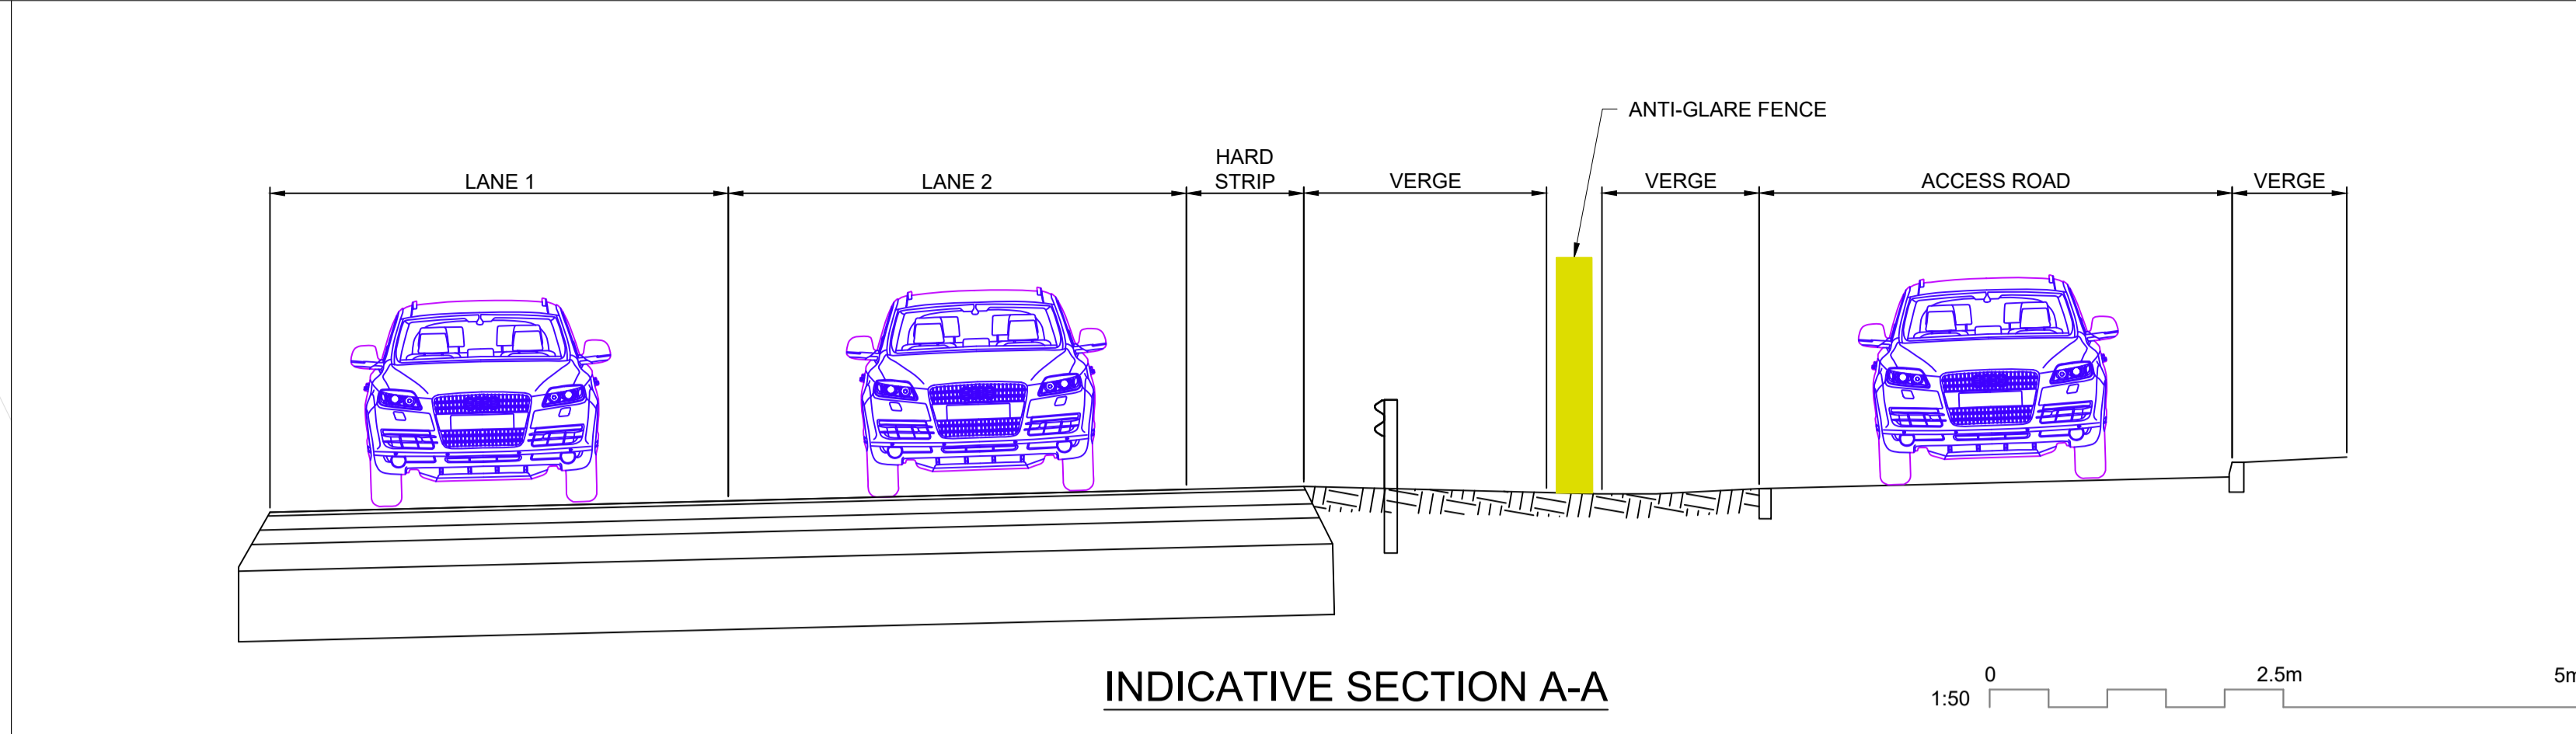 ANTI-GLARE FENCE
LANE 1
LANE 2
HARD
STRIP
VERGE
VERGE
ACCESS ROAD
VERGE
INDICATIVE SECTION A-A
1:50
0
2.5m
5m